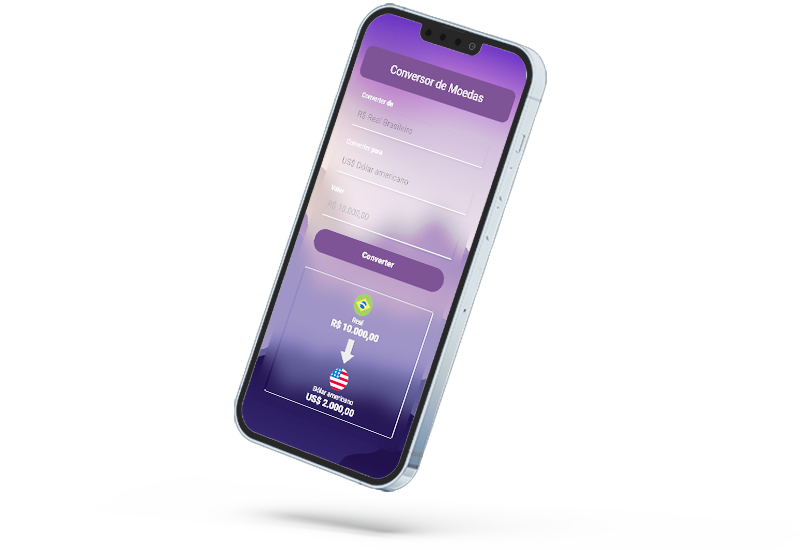 Conversor de Moedas
Converter de
R$ Real Brasileiro
Converter para
US$ Dólar americano
Valor
R$ 10.000,00
Converter
Real
R$ 10.000,00
Dólar americano
US$ 2.000,00